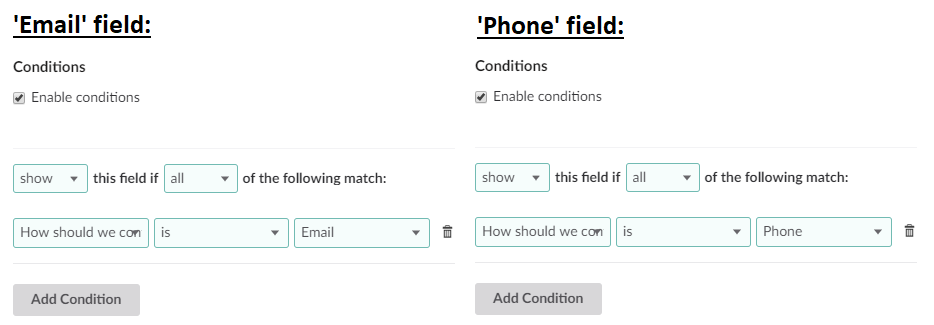 'Email' field:
Conditions
Enable conditions
show this field if all of the following match:
How should we con is Email
Add Condition
'Phone' field:
Conditions
Enable conditions
show this field if all of the following match:
How should we con is Phone
Add Condition